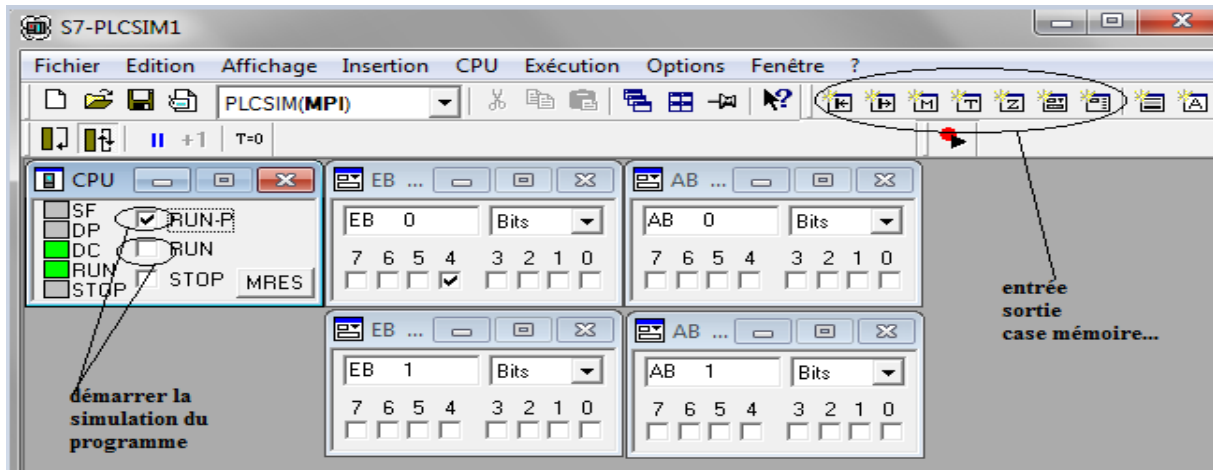 S7-PLCSIM1
Fichier Edition Affichage Insertion CPU Exécution Options Fenêtre ?
PLCSIM(MPI)
+1 T=0
CPU
SF
DP
DC
RUN
STOP
RUN-P
RUN
STOP MRES
EB ...
EB 0 Bits
7 6 5 4 3 2 1 0
AB ...
AB 0 Bits
7 6 5 4 3 2 1 0
EB ...
EB 1 Bits
7 6 5 4 3 2 1 0
AB ...
AB 1 Bits
7 6 5 4 3 2 1 0
démarrer la
simulation du
programme
entrée
sortie
case mémoire...